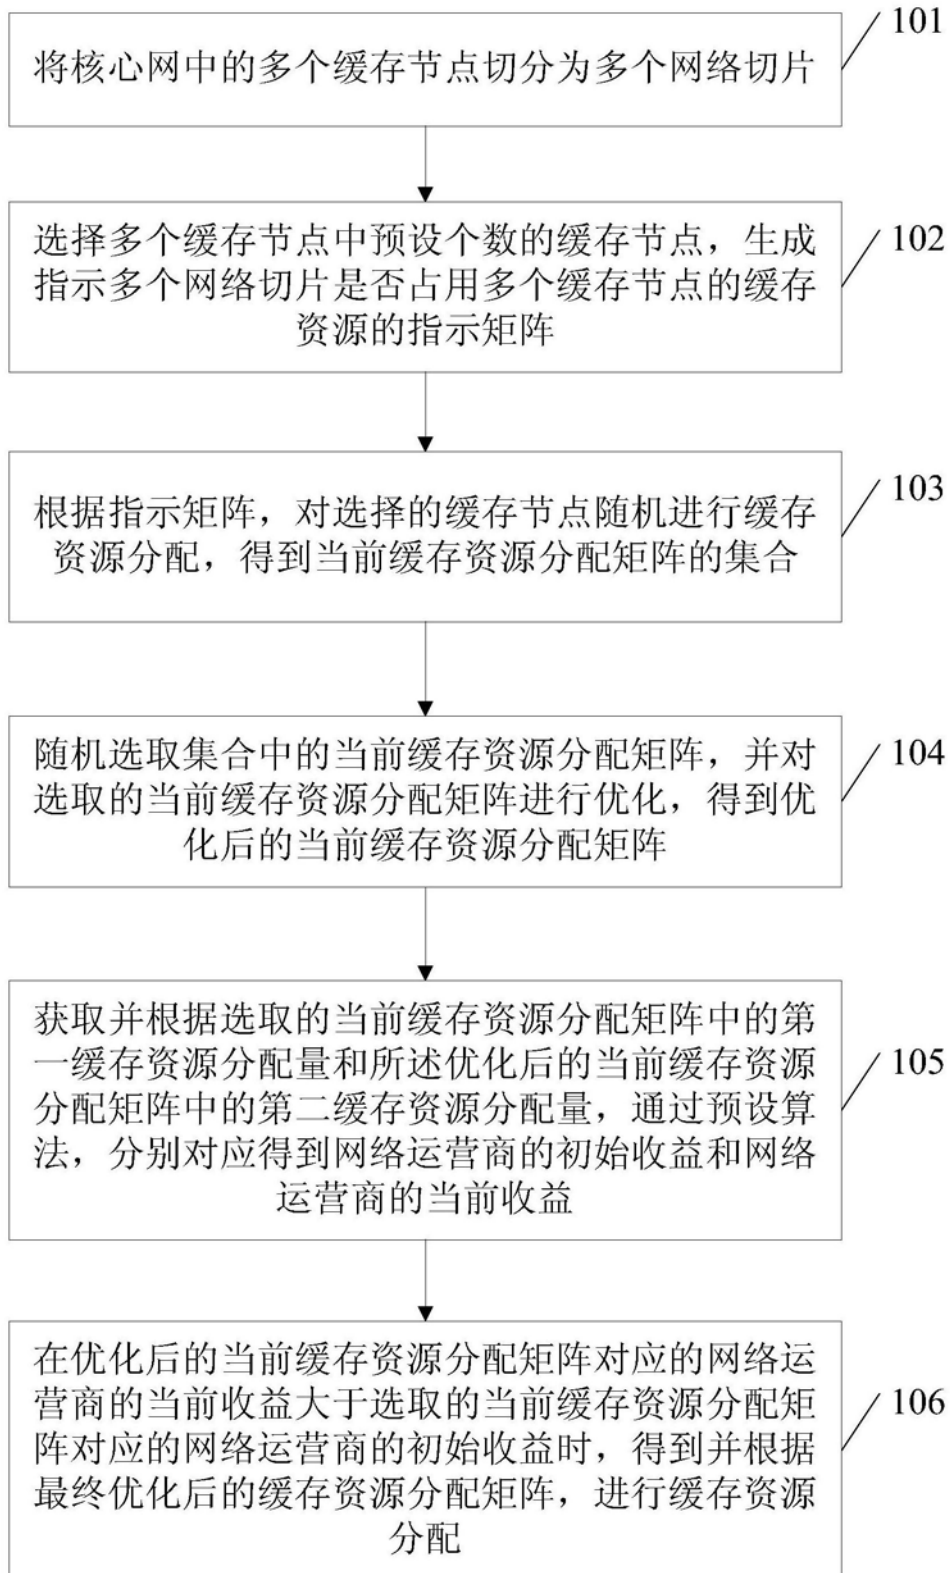 将核心网中的多个缓存节点切分为多个网络切片
101
选择多个缓存节点中预设个数的缓存节点，生成
指示多个网络切片是否占用多个缓存节点的缓存
资源的指示矩阵
102
根据指示矩阵，对选择的缓存节点随机进行缓存
资源分配，得到当前缓存资源分配矩阵的集合
103
随机选取集合中的当前缓存资源分配矩阵，并对
选取的当前缓存资源分配矩阵进行优化，得到优
化后的当前缓存资源分配矩阵
104
获取并根据选取的当前缓存资源分配矩阵中的第
一缓存资源分配量和所述优化后的当前缓存资源
分配矩阵中的第二缓存资源分配量，通过预设算
法，分别对应得到网络运营商的初始收益和网络
运营商的当前收益
105
在优化后的当前缓存资源分配矩阵对应的网络运
营商的当前收益大于选取的当前缓存资源分配矩
阵对应的网络运营商的初始收益时，得到并根据
最终优化后的缓存资源分配矩阵，进行缓存资源
分配
106